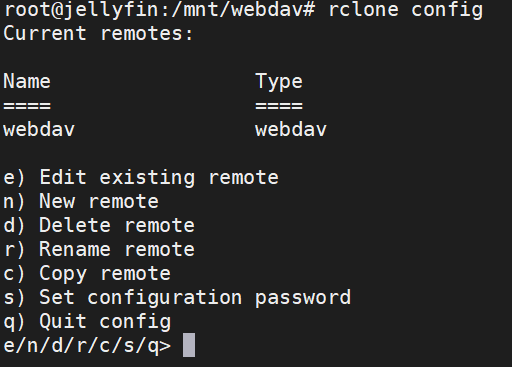 root@jellyfin:/mnt/webdav# rclone config
Current remotes:

Name                 Type
====                 ====
webdav               webdav

e) Edit existing remote
n) New remote
d) Delete remote
r) Rename remote
c) Copy remote
s) Set configuration password
q) Quit config
e/n/d/r/c/s/q>